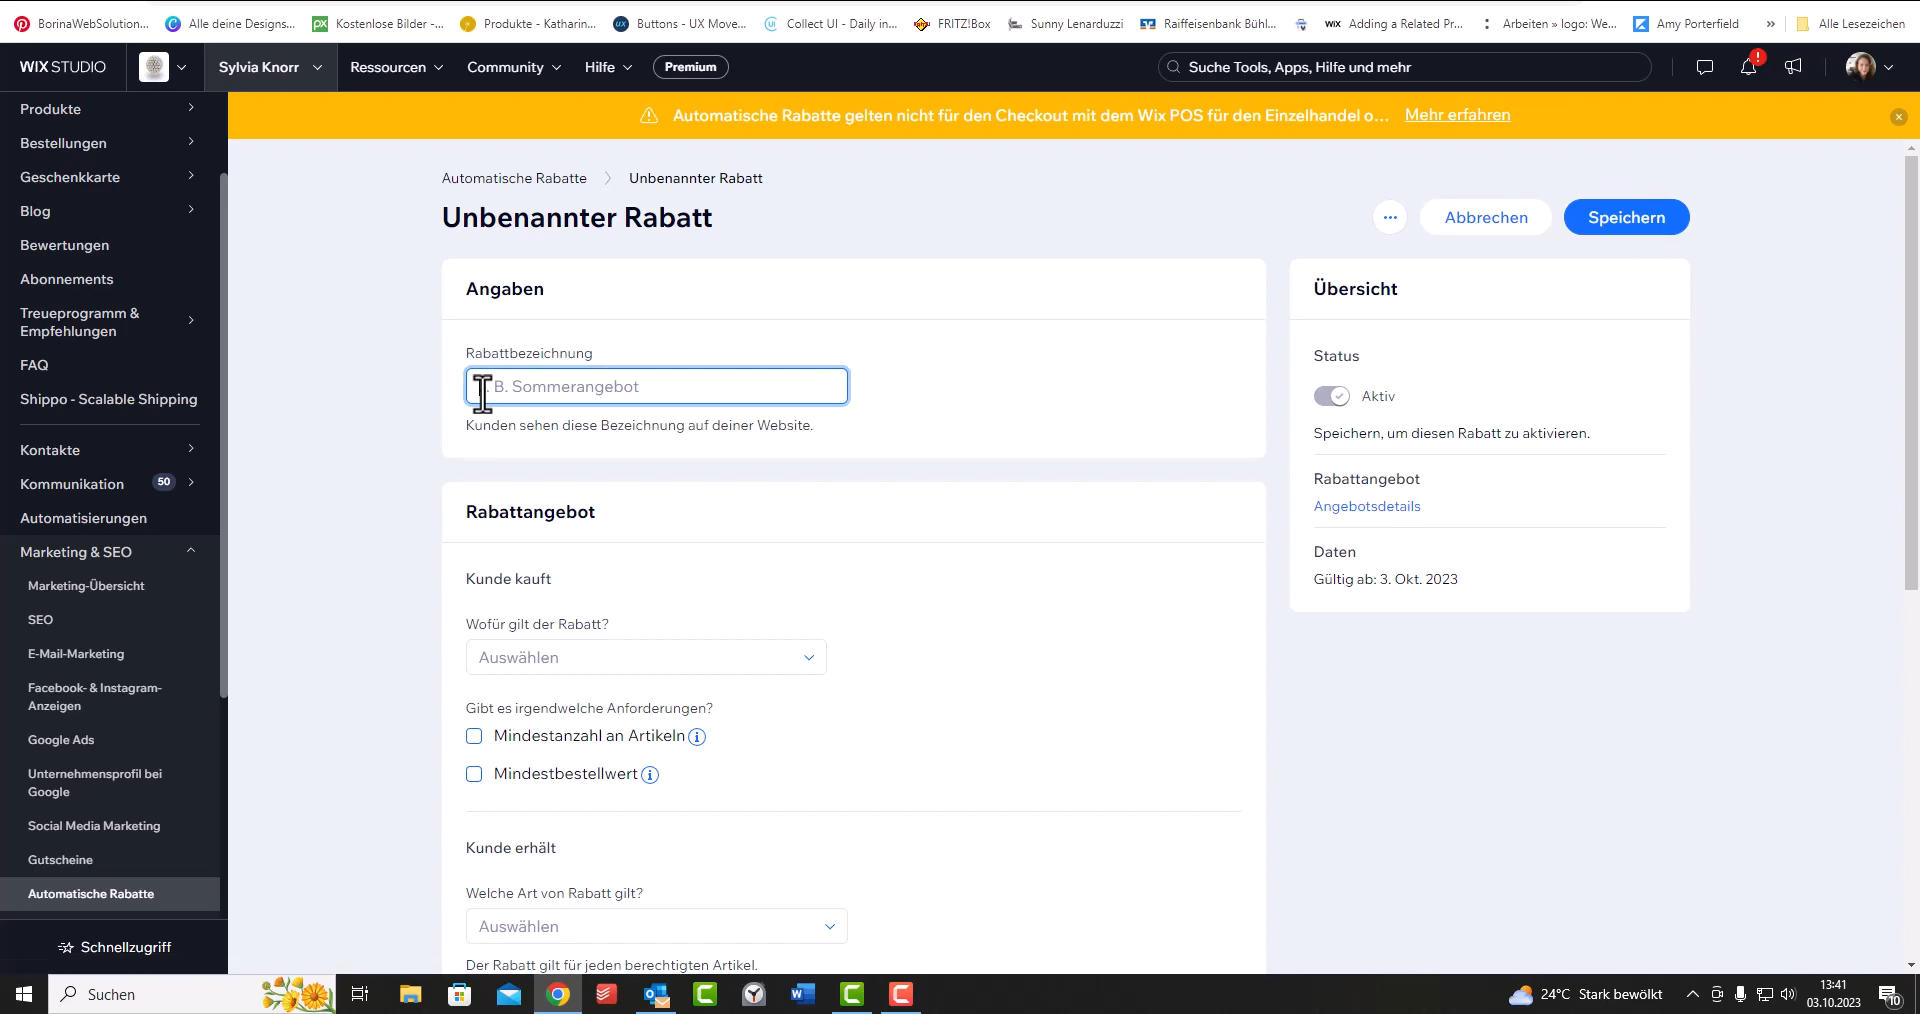 BorinaWebSolution...
Alle deine Designs...
Kostenlose Bilder -...
Produkte - Katharin...
Buttons - UX Move...
Collect UI - Daily in...
FRITZ!Box
Sunny Lenarduzzi
Raiffeisenbank Bühl...
WIX Adding a Related Pr...
Arbeiten » logo: We...
Amy Porterfield
»
Alle Lesezeichen
WIX STUDIO
Sylvia Knorr
Ressourcen
Community
Hilfe
Premium
Suche Tools, Apps, Hilfe und mehr
Produkte
Bestellungen
Geschenkkarte
Blog
Bewertungen
Abonnements
Treueprogramm &
Empfehlungen
FAQ
Shippo - Scalable Shipping
Kontakte
Kommunikation 50
Automatisierungen
Marketing & SEO
Marketing-Übersicht
SEO
E-Mail-Marketing
Facebook- & Instagram-
Anzeigen
Google Ads
Unternehmensprofil bei
Google
Social Media Marketing
Gutscheine
Automatische Rabatte
Schnellzugriff
Automatische Rabatte gelten nicht für den Checkout mit dem Wix POS für den Einzelhandel o... Mehr erfahren
Automatische Rabatte > Unbenannter Rabatt
Unbenannter Rabatt
Abbrechen
Speichern
Angaben
Rabattbezeichnung
B. Sommerangebot
Kunden sehen diese Bezeichnung auf deiner Website.
Rabattangebot
Kunde kauft
Wofür gilt der Rabatt?
Auswählen
Gibt es irgendwelche Anforderungen?
Mindestanzahl an Artikeln
Mindestbestellwert
Kunde erhält
Welche Art von Rabatt gilt?
Auswählen
Der Rabatt gilt für jeden berechtigten Artikel.
Übersicht
Status
Aktiv
Speichern, um diesen Rabatt zu aktivieren.
Rabattangebot
Angebotsdetails
Daten
Gültig ab: 3. Okt. 2023
Suchen
24°C Stark bewölkt
13:41
03.10.2023
10